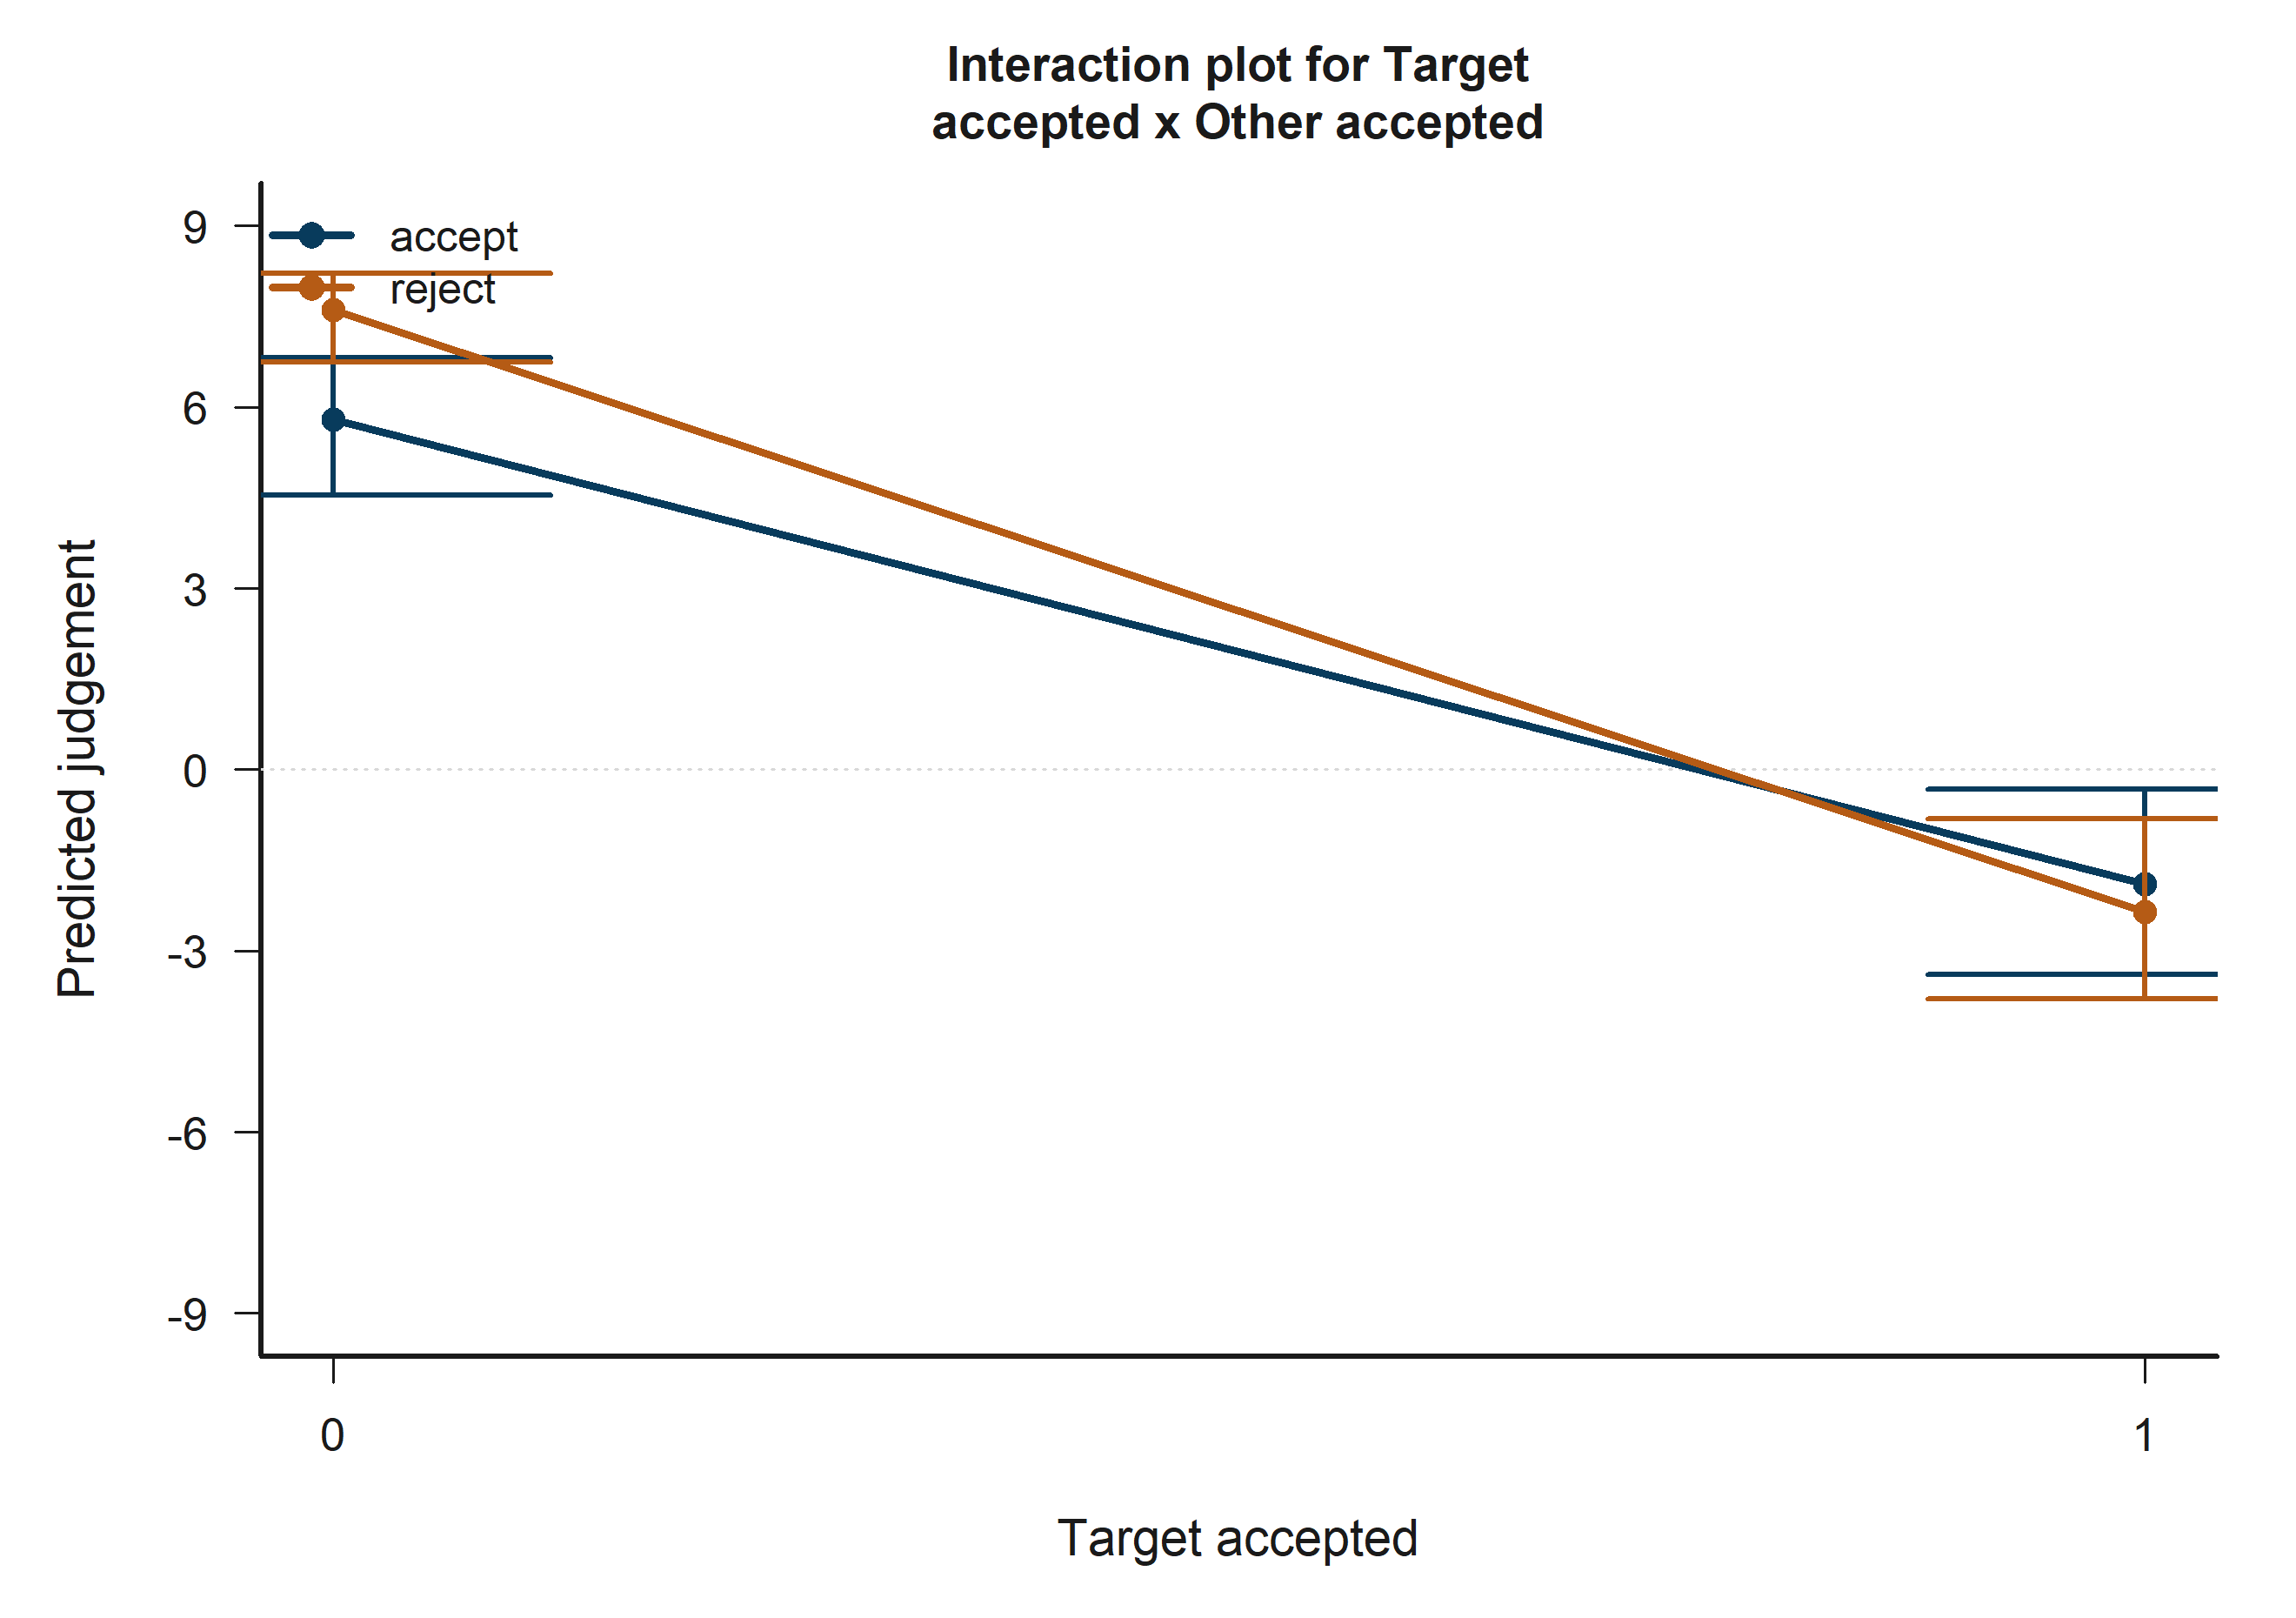 Interaction plot for Target
accepted x Other accepted
accept
reject
Predicted judgement
9
6
3
0
-3
-6
-9
0
1
Target accepted